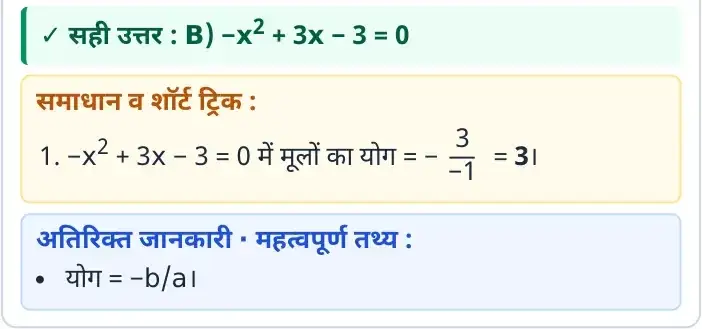 ✓ सही उत्तर : B) −x² + 3x − 3 = 0
समाधान व शॉर्ट ट्रिक :
1. −x² + 3x − 3 = 0 में मूलों का योग = − 3/−1 = 3।
अतिरिक्त जानकारी · महत्वपूर्ण तथ्य :
• योग = −b/a।